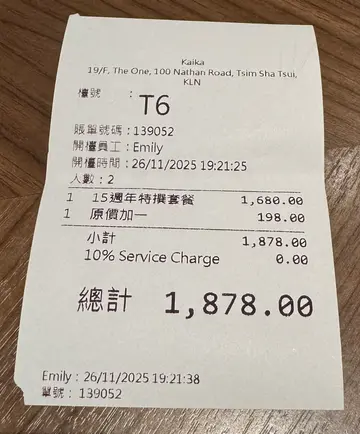 Kaika
19/F, The One, 100 Nathan Road, Tsim Sha Tsui,
KLN
檯號 : T6
賬單號碼 : 139052
開檯員工 : Emily
開檯時間 : 26/11/2025 19:21:25
人數 : 2
1 15週年特撰套餐 1,680.00
1 原價加一 198.00
小計 1,878.00
10% Service Charge 0.00
總計 1,878.00
Emily : 26/11/2025 19:21:38
單號 : 139052